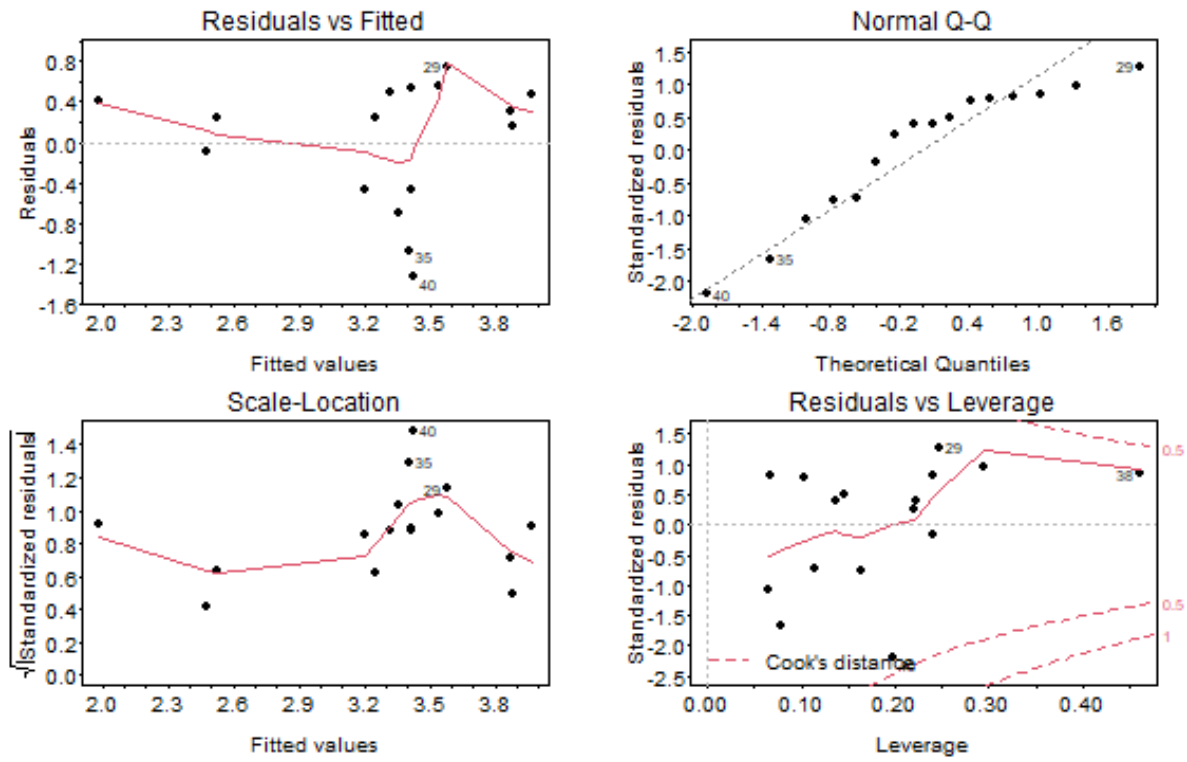 Residuals vs Fitted
Residuals
0.8
0.4
0.0
-0.4
-0.8
-1.2
-1.6
29
35
40
2.0 2.3 2.6 2.9 3.2 3.5 3.8
Fitted values
Normal Q-Q
Standardized residuals
1.5
1.0
0.5
0.0
-0.5
-1.0
-1.5
-2.0
29
35
40
-2.0 -1.4 -0.8 -0.2 0.4 1.0 1.6
Theoretical Quantiles
Scale-Location
√|Standardized residuals|
1.4
1.2
1.0
0.8
0.6
0.4
0.2
0.0
40
35
29
2.0 2.3 2.6 2.9 3.2 3.5 3.8
Fitted values
Residuals vs Leverage
Standardized residuals
1.5
1.0
0.5
0.0
-0.5
-1.0
-1.5
-2.0
-2.5
29
38
0.5
0.5
1
Cook's distance
0.00 0.10 0.20 0.30 0.40
Leverage